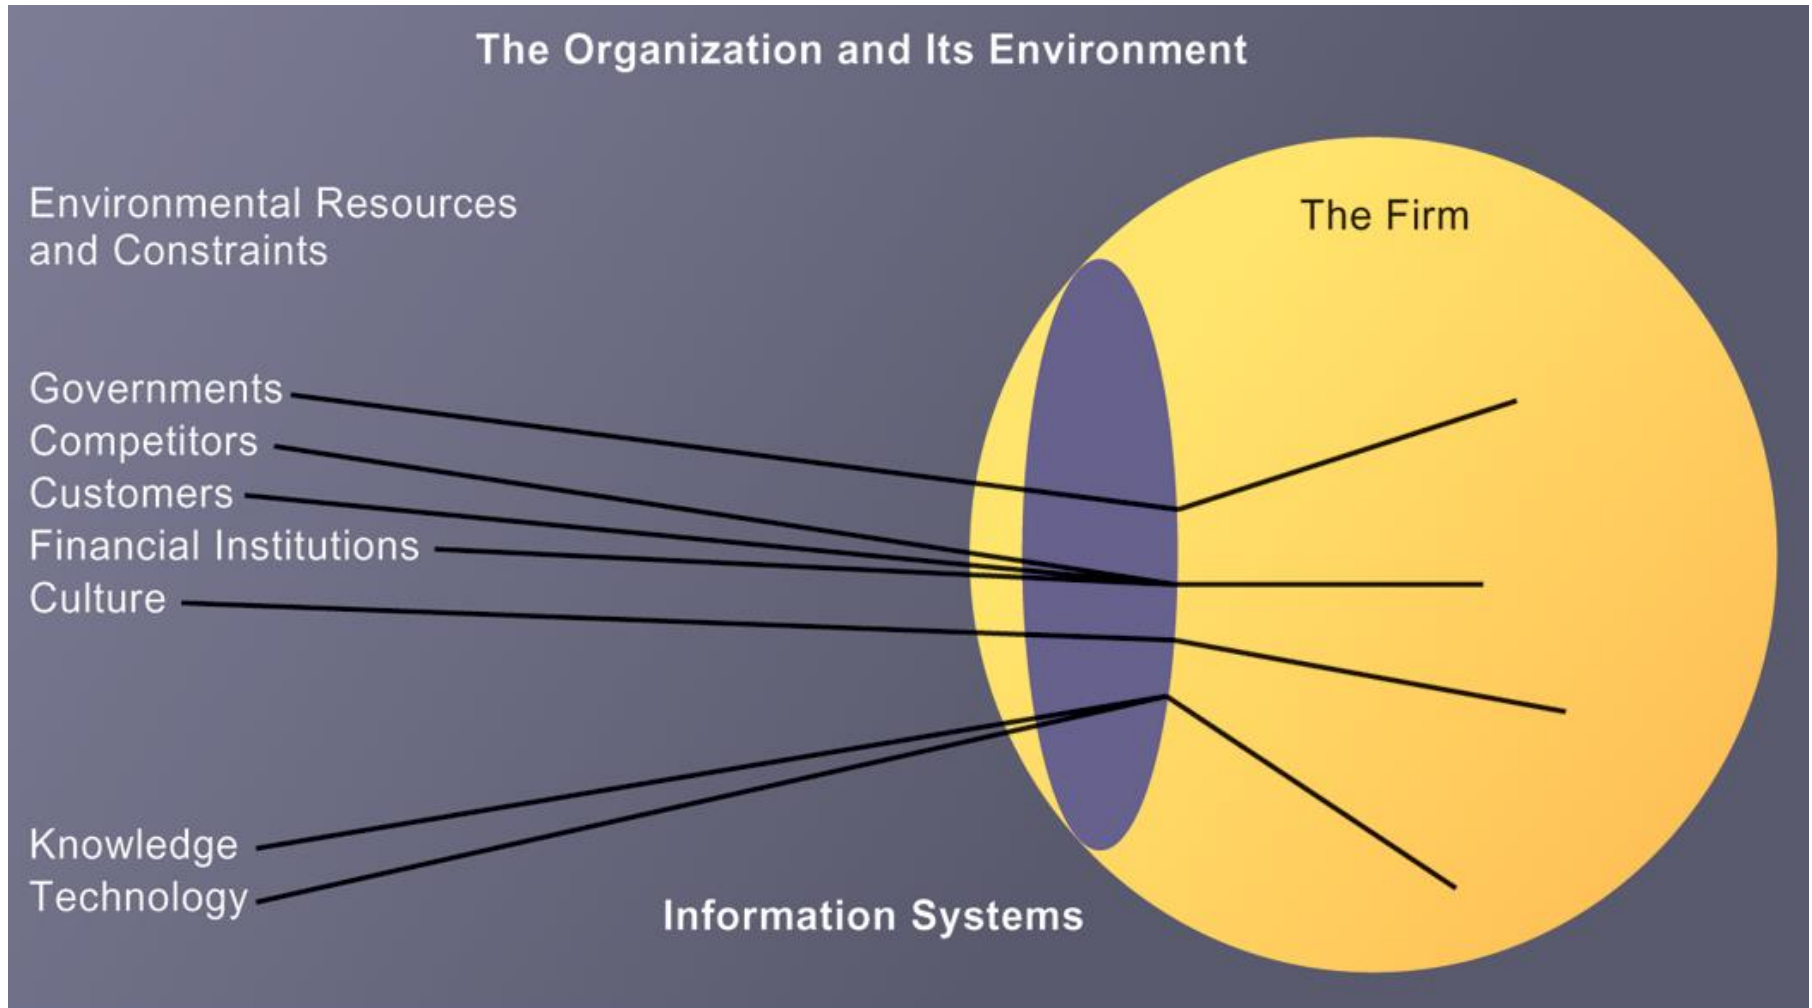 The Organization and Its Environment
Environmental Resources
and Constraints
The Firm
Governments
Competitors
Customers
Financial Institutions
Culture
Knowledge
Technology
Information Systems